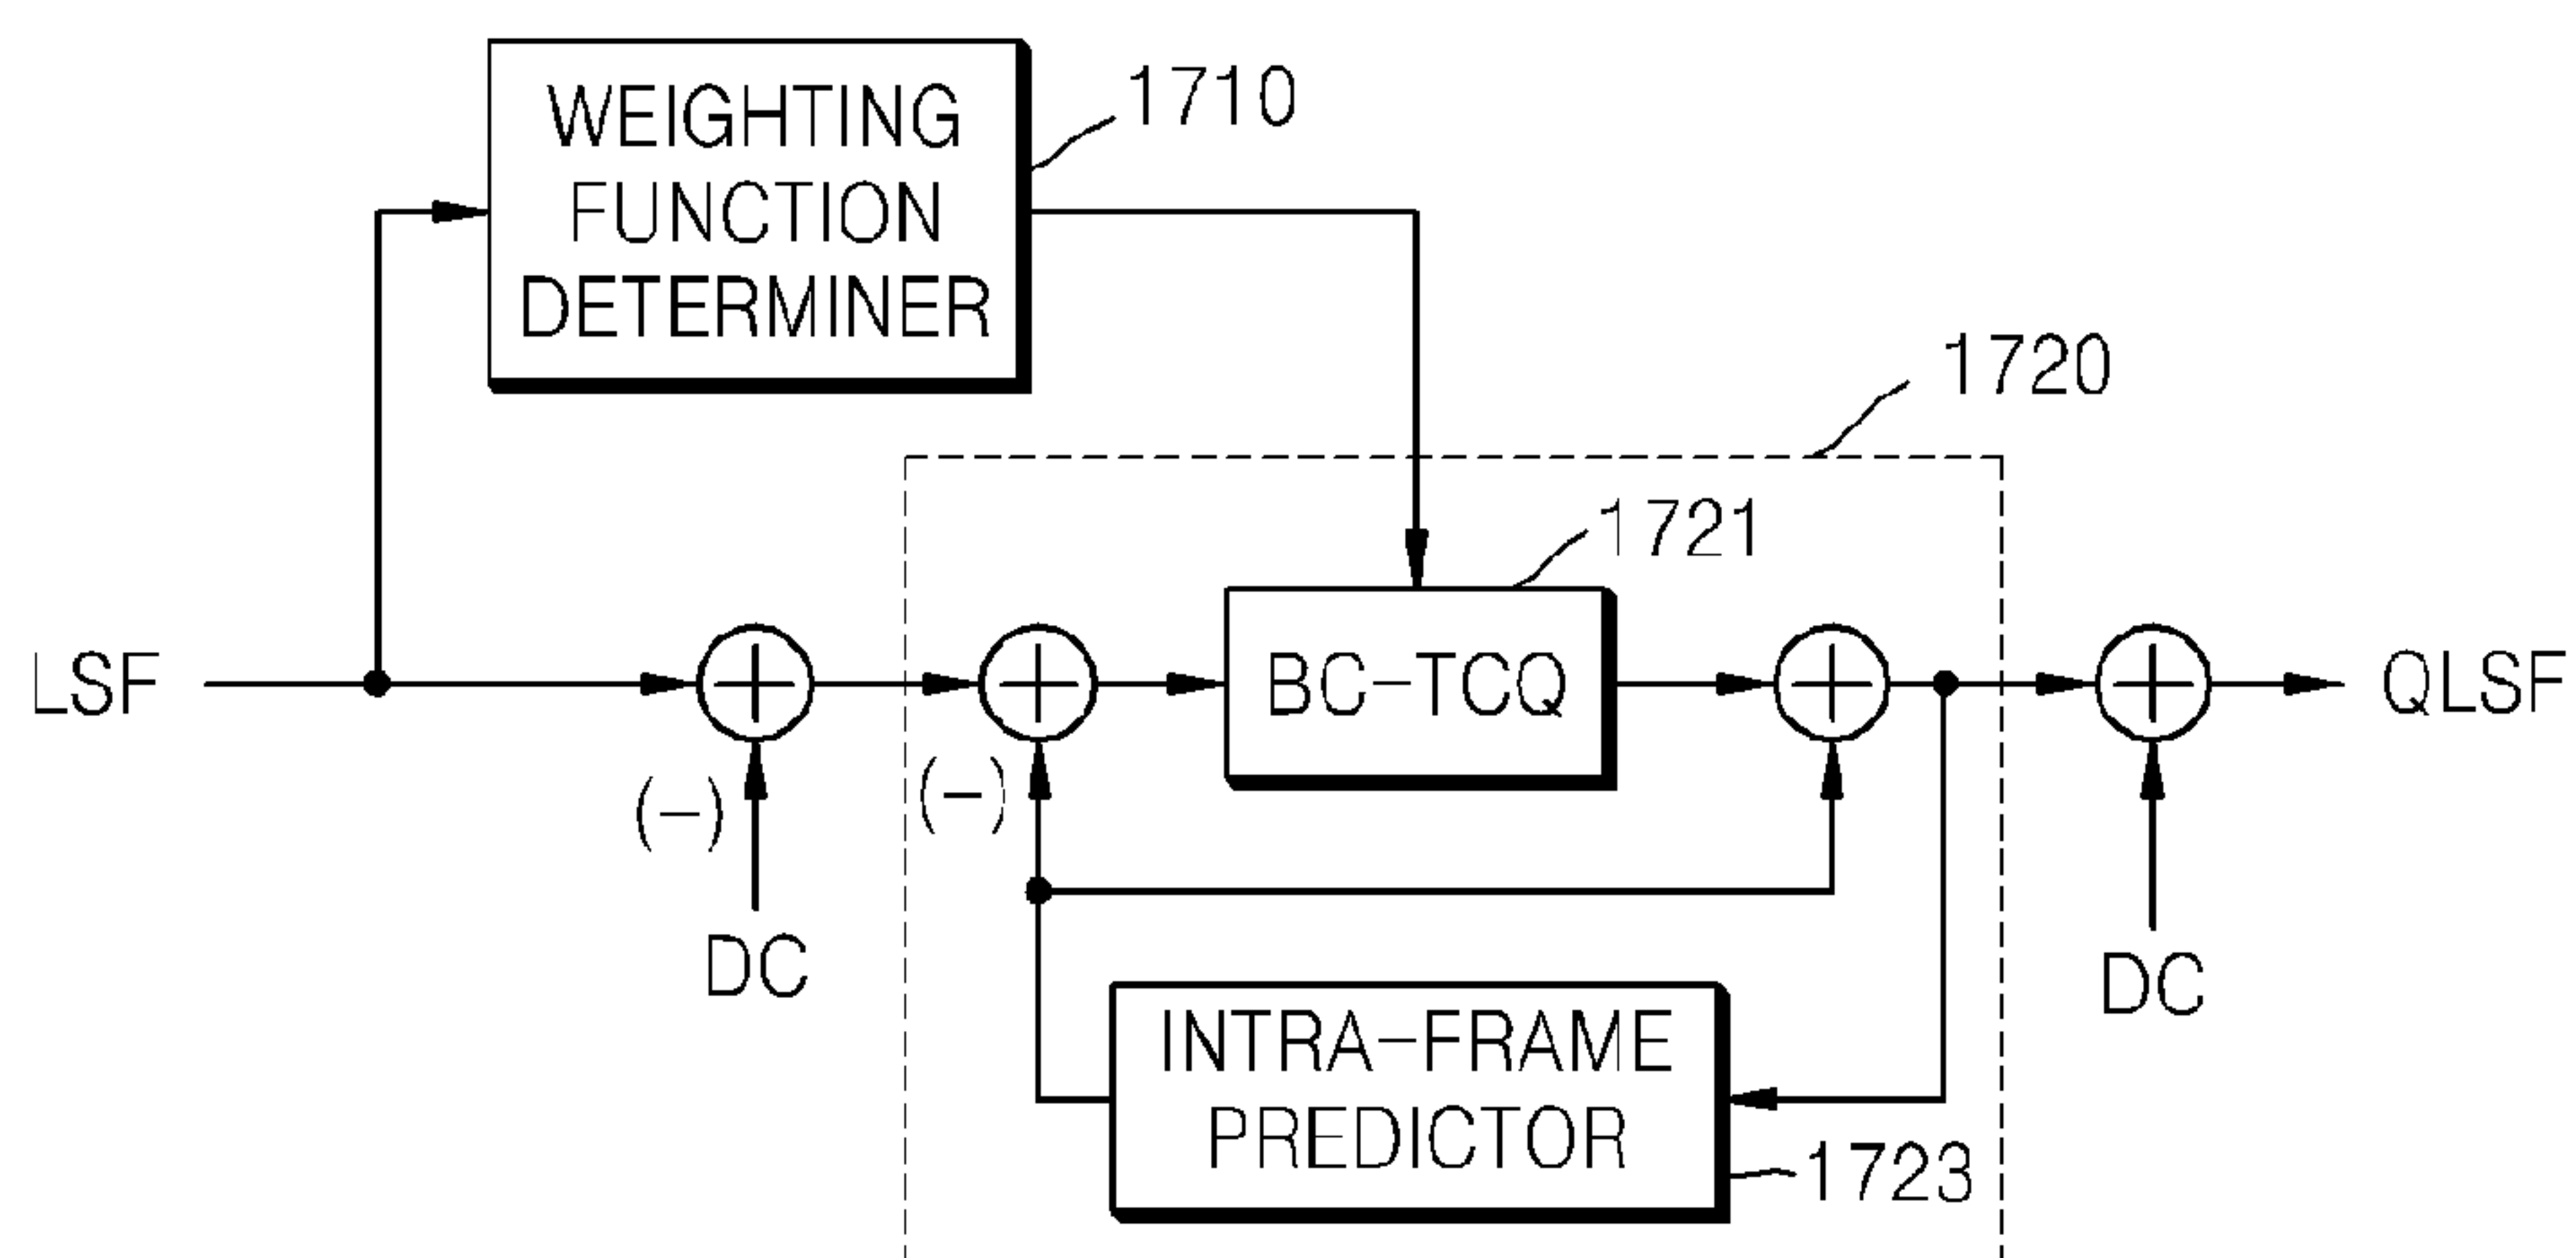 WEIGHTING
FUNCTION
DETERMINER
1710
1720
1721
LSF
BC-TCQ
QLSF
(-)
(-)
DC
DC
INTRA-FRAME
PREDICTOR
1723